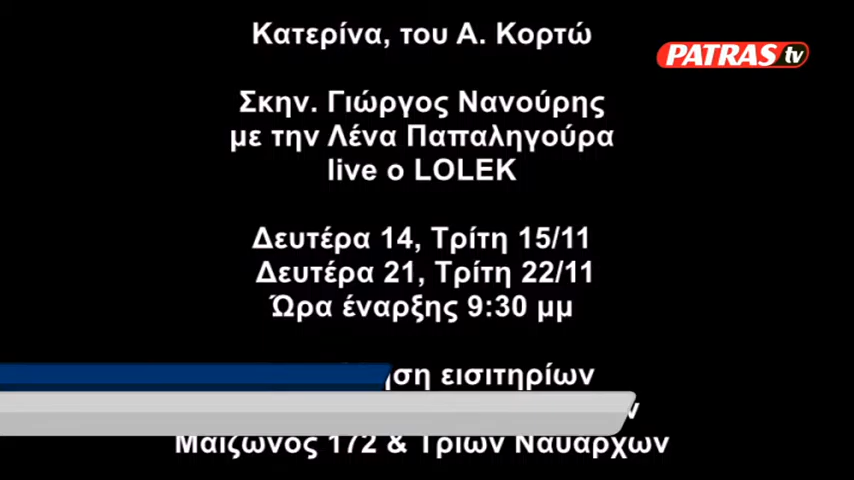 Κατερίνα, του Α. Κορτώ
PATRAS tv
Σκην. Γιώργος Νανούρης
με την Λένα Παπαληγούρα
live ο LOLEK
Δευτέρα 14, Τρίτη 15/11
Δευτέρα 21, Τρίτη 22/11
Ώρα έναρξης 9:30 μμ
εισιτηρίων
Μαιζώνος 172 & Τριών Ναυάρχων